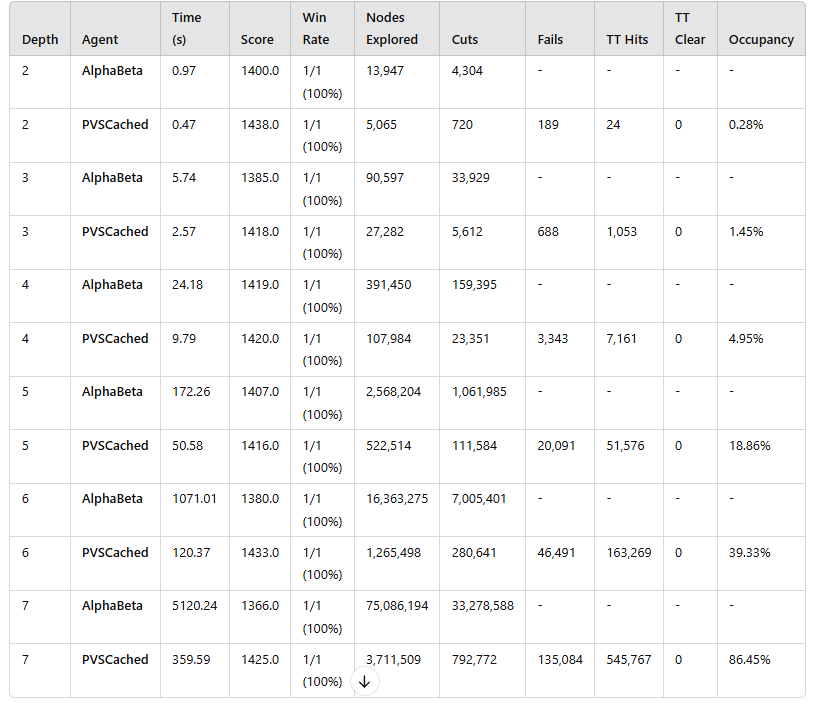 Depth Agent Time (s) Score Win Rate Nodes Explored Cuts Fails TT Hits TT Clear Occupancy
2 AlphaBeta 0.97 1400.0 1/1 (100%) 13,947 4,304 - - - -
2 PVSCached 0.47 1438.0 1/1 (100%) 5,065 720 189 24 0 0.28%
3 AlphaBeta 5.74 1385.0 1/1 (100%) 90,597 33,929 - - - -
3 PVSCached 2.57 1418.0 1/1 (100%) 27,282 5,612 688 1,053 0 1.45%
4 AlphaBeta 24.18 1419.0 1/1 (100%) 391,450 159,395 - - - -
4 PVSCached 9.79 1420.0 1/1 (100%) 107,984 23,351 3,343 7,161 0 4.95%
5 AlphaBeta 172.26 1407.0 1/1 (100%) 2,568,204 1,061,985 - - - -
5 PVSCached 50.58 1416.0 1/1 (100%) 522,514 111,584 20,091 51,576 0 18.86%
6 AlphaBeta 1071.01 1380.0 1/1 (100%) 16,363,275 7,005,401 - - - -
6 PVSCached 120.37 1433.0 1/1 (100%) 1,265,498 280,641 46,491 163,269 0 39.33%
7 AlphaBeta 5120.24 1366.0 1/1 (100%) 75,086,194 33,278,588 - - - -
7 PVSCached 359.59 1425.0 1/1 (100%) 3,711,509 792,772 135,084 545,767 0 86.45%